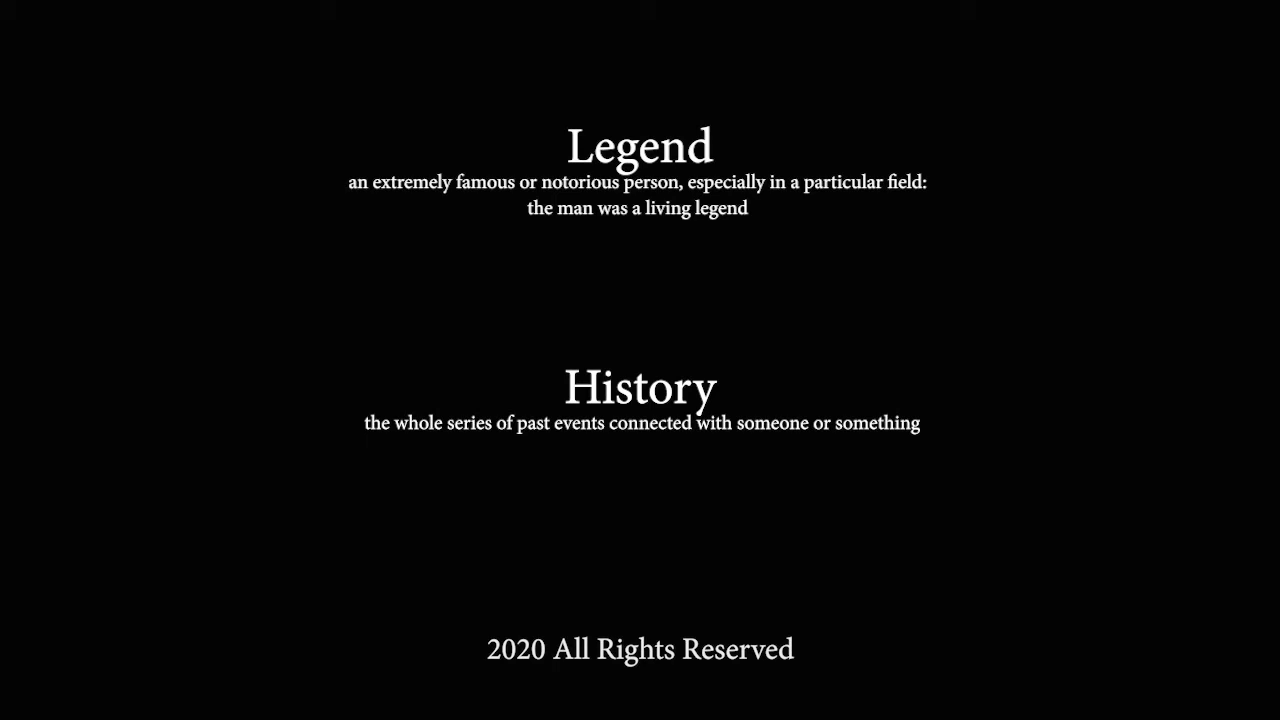 Legend
an extremely famous or notorious person, especially in a particular field:
the man was a living legend
History
the whole series of past events connected with someone or something
2020 All Rights Reserved